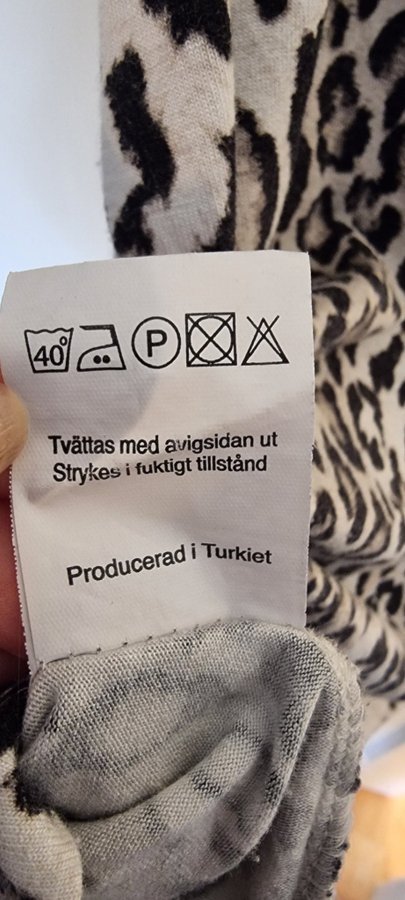 40°
P
Tvättas med avigsidan ut
Strykes i fuktigt tillstånd
Producerad i Turkiet